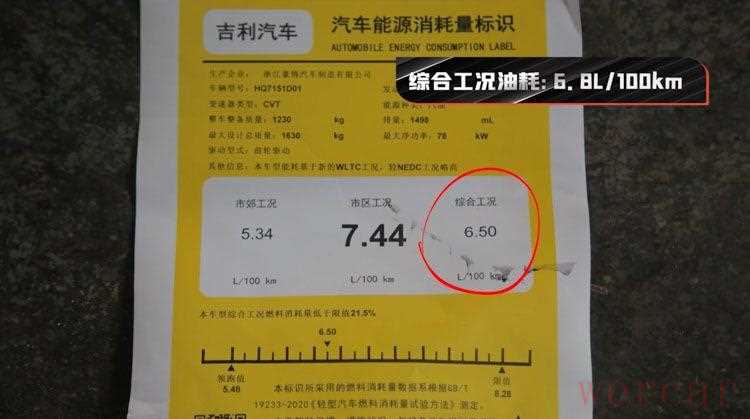 吉利汽车
汽车能源消耗量标识
AUTOMOBILE ENERGY CONSUMPTION LABEL
综合工况油耗: 6.8L/100km
生产企业: 浙江豪情汽车制造有限公司
车辆型号: HQ7151D01
变速器类型: CVT
整车整备质量: 1230 kg
排量: 1498 mL
最大设计总质量: 1630 kg
最大净功率: 78 kW
驱动型式: 前轮驱动
其他信息: 本车型能耗基于新的WLTC工况, 较NEDC工况略高
市郊工况 市区工况 综合工况
5.34 7.44 6.50
L/100 km L/100 km L/100 km
本车型综合工况燃料消耗量低于限值21.5%
6.50
领跑值 限值
5.48 8.28
本标识所采用的燃料消耗量数据系根据GB/T
19233-2020《轻型汽车燃料消耗量试验方法》测定。
worcar